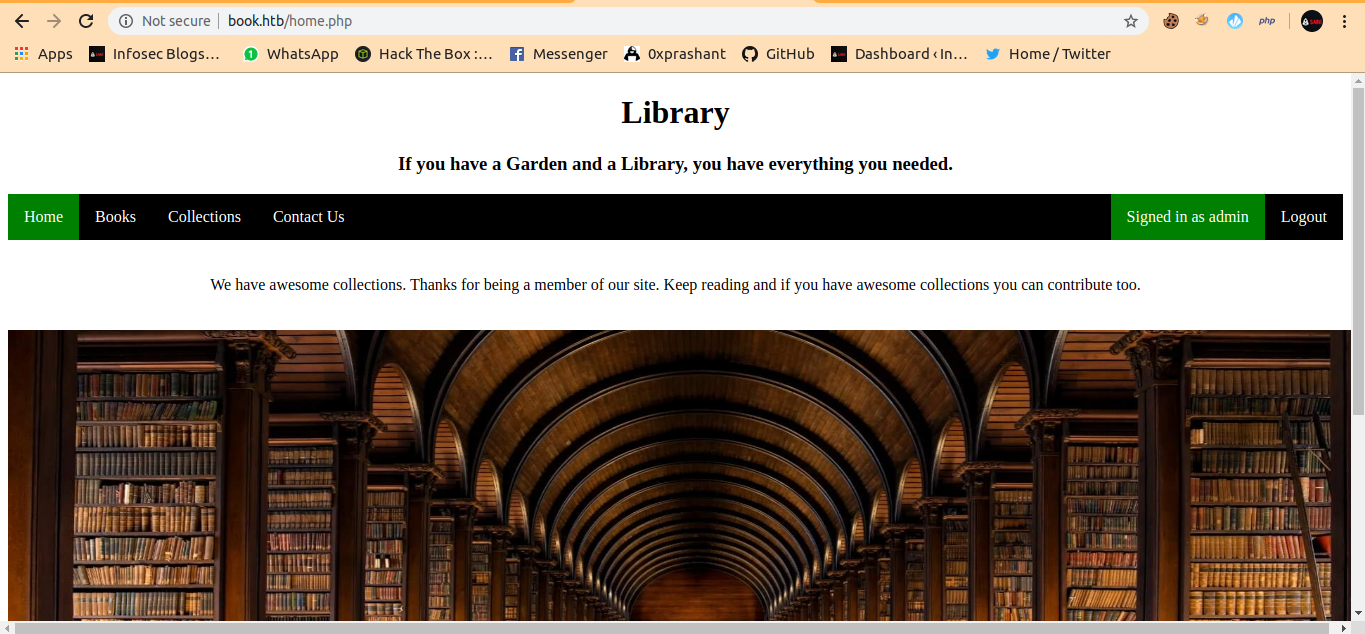 Not secure | book.htb/home.php php
Apps Infosec Blogs... WhatsApp Hack The Box :... Messenger 0xprashant GitHub Dashboard ‹ In... Home / Twitter
Library
If you have a Garden and a Library, you have everything you needed.
Home Books Collections Contact Us Signed in as admin Logout
We have awesome collections. Thanks for being a member of our site. Keep reading and if you have awesome collections you can contribute too.